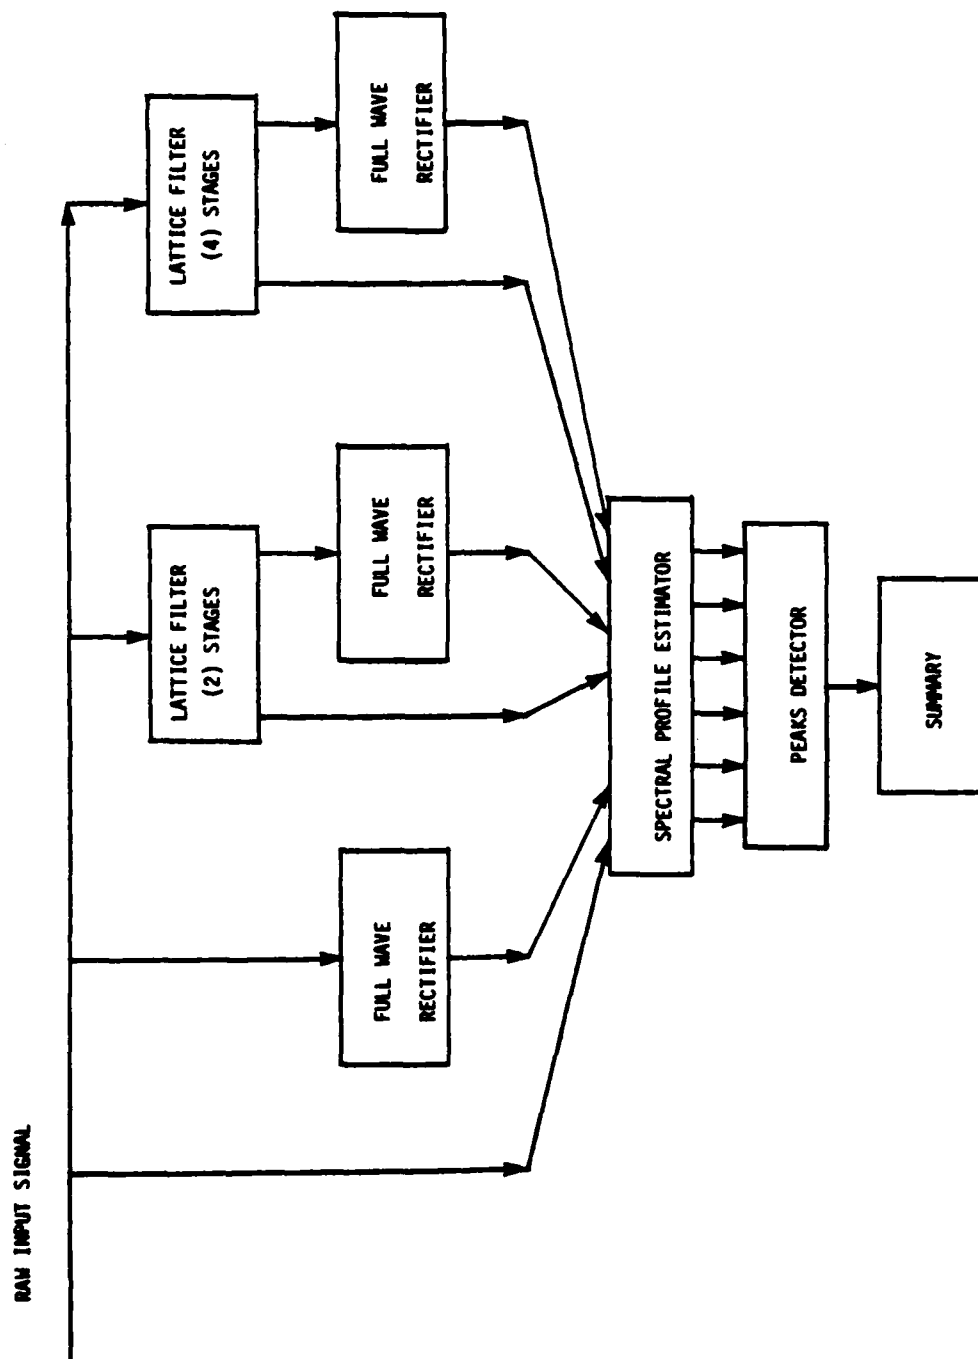 RAW INPUT SIGNAL
LATTICE FILTER
(2) STAGES
LATTICE FILTER
(4) STAGES
FULL WAVE
RECTIFIER
FULL WAVE
RECTIFIER
FULL WAVE
RECTIFIER
SPECTRAL PROFILE ESTIMATOR
PEAKS DETECTOR
SUMMARY